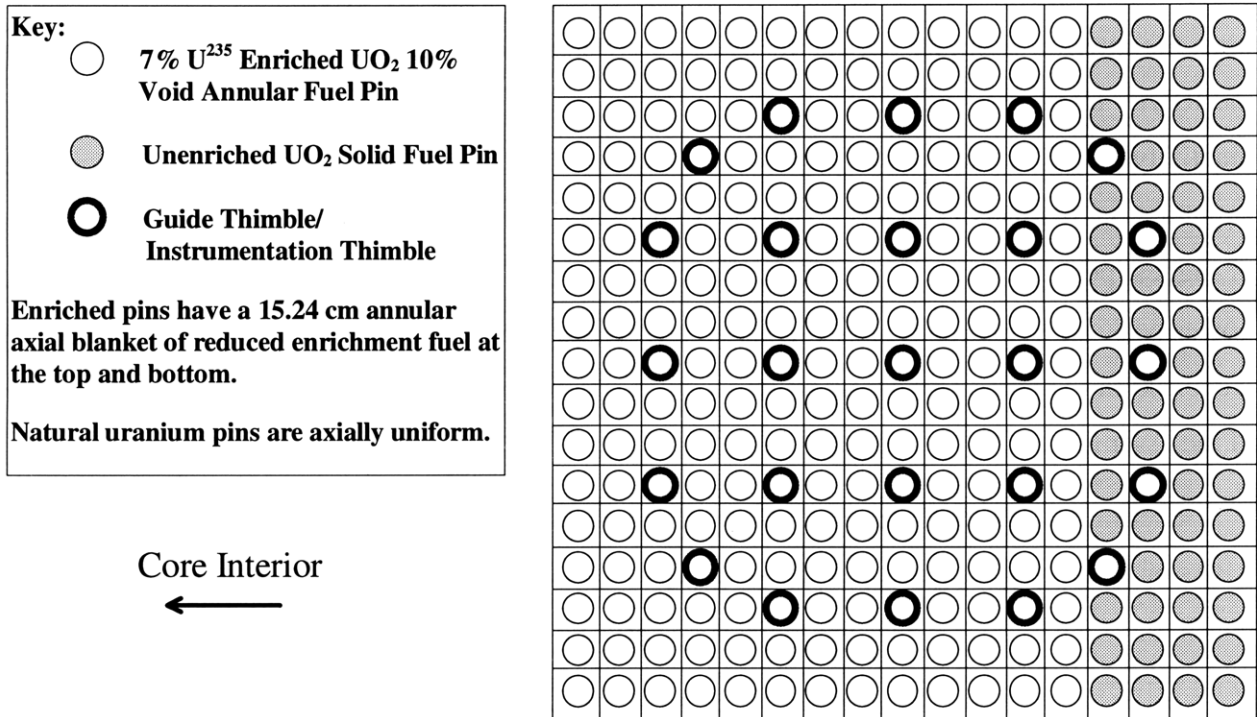 Key:
7% U²³⁵ Enriched UO₂ 10%
Void Annular Fuel Pin
Unenriched UO₂ Solid Fuel Pin
Guide Thimble/
Instrumentation Thimble
Enriched pins have a 15.24 cm annular
axial blanket of reduced enrichment fuel at
the top and bottom.
Natural uranium pins are axially uniform.
Core Interior